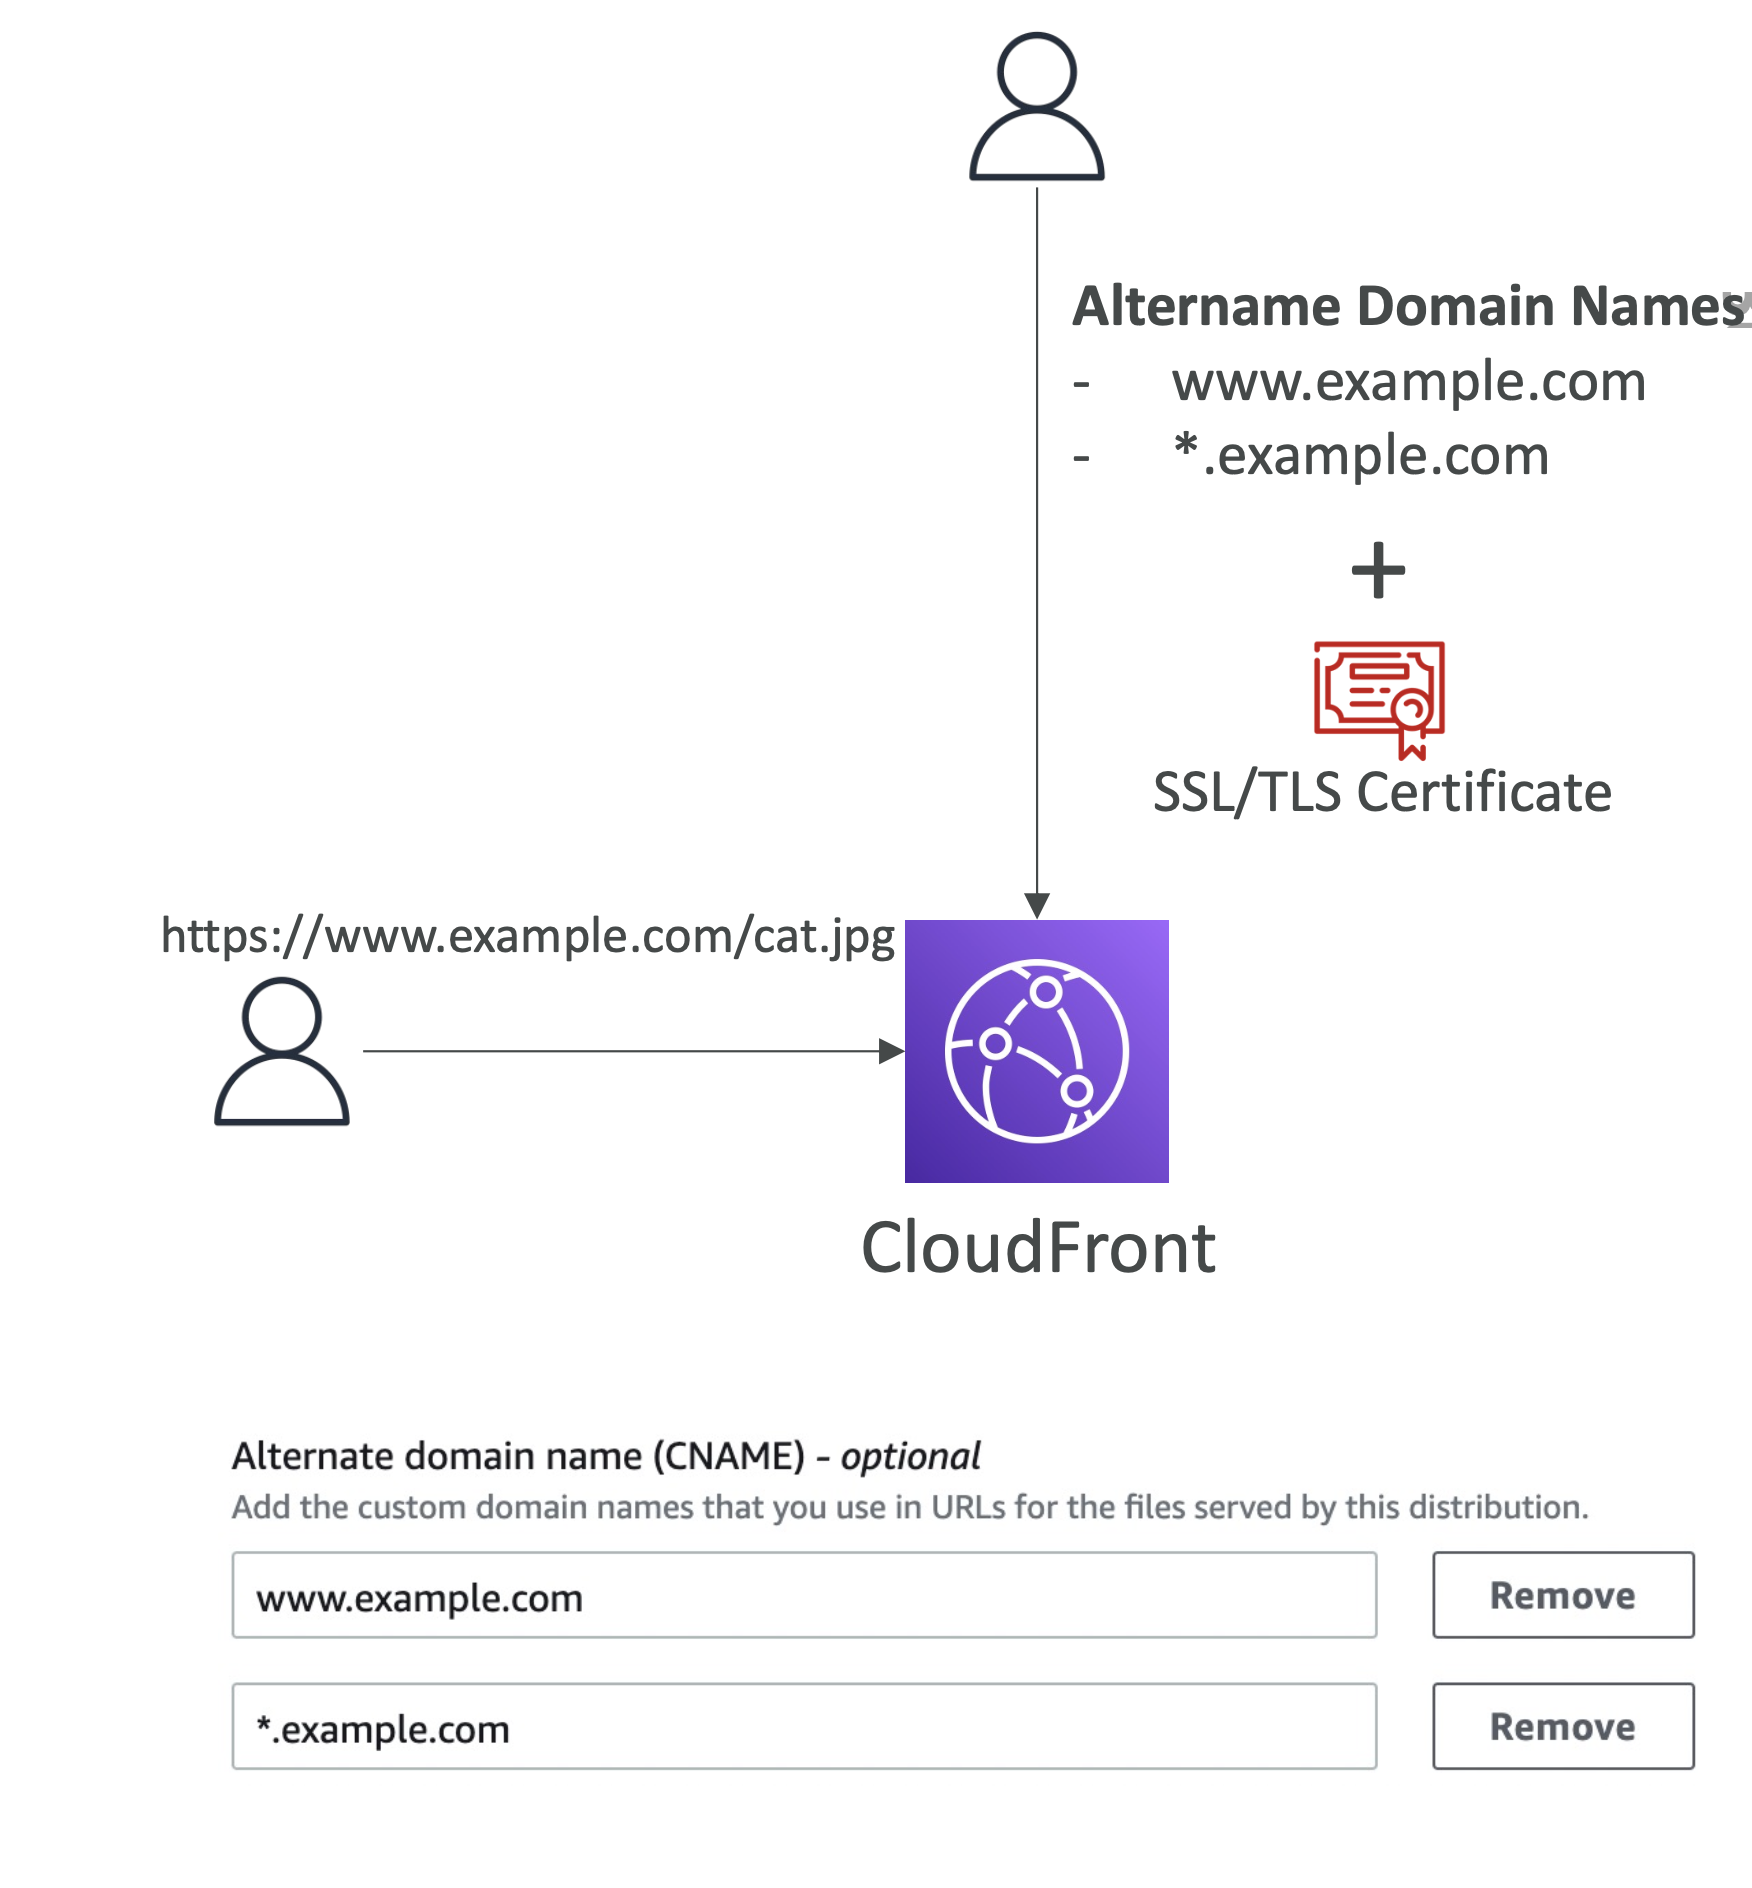 Altername Domain Names
- www.example.com
- *.example.com
+
SSL/TLS Certificate
https://www.example.com/cat.jpg
CloudFront
Alternate domain name (CNAME) - optional
Add the custom domain names that you use in URLs for the files served by this distribution.
www.example.com Remove
*.example.com Remove